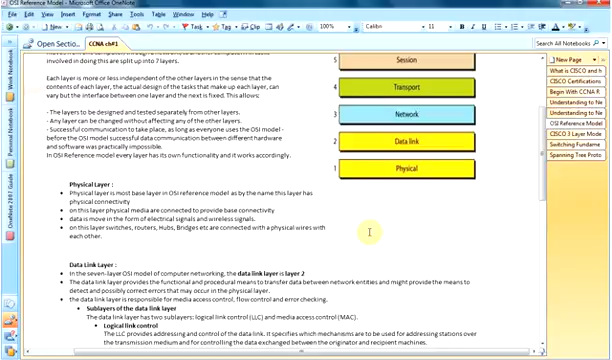 OSI Reference Model - Microsoft Office OneNote
File Edit View Insert Format Share Tools Table Window Help
New
Task
100%
Calibri
11
Open Sectio...
CCNA ch#1
Search All Notebooks
New Page
What is CISCO and h
CISCO Certifications
Begin With CCNA R
Understanding to Ne
Understanding to Ne
OSI Reference Model
CISCO 3 Layer Mode
Switching Fundame
Spanning Tree Proto
Work Notebook
Personal Notebook
OneNote 2007 Guide
involved in doing this are split up into 7 layers.
Each layer is more or less independent of the other layers in the sense that the
contents of each layer, the actual design of the tasks that make up each layer, can
vary but the interface between one layer and the next is fixed. This allows:
- The layers to be designed and tested separately from other layers.
- Any layer can be changed without affecting any of the other layers.
- Successful communication to take place, as long as everyone uses the OSI model -
before the OSI model successful data communication between different hardware
and software was practically impossible.
In OSI Reference model every layer has its own functionality and it works accordingly.
5 Session
4 Transport
3 Network
2 Data link
1 Physical
Physical Layer :
• Physical layer is most base layer in OSI reference model as by the name this layer has
physical connectivity
• on this layer physical media are connected to provide base connectivity
• data is move in the form of electrical signals and wireless signals.
• on this layer switches, routers, Hubs, Bridges etc are connected with a physical wires with
each other.
Data Link Layer :
• In the seven-layer OSI model of computer networking, the data link layer is layer 2
• The data link layer provides the functional and procedural means to transfer data between network entities and might provide the means to
detect and possibly correct errors that may occur in the physical layer.
• the data link layer is responsible for media access control, flow control and error checking.
• Sublayers of the data link layer
The data link layer has two sublayers: logical link control (LLC) and media access control (MAC).
• Logical link control
The LLC provides addressing and control of the data link. It specifies which mechanisms are to be used for addressing stations over
the transmission medium and for controlling the data exchanged between the originator and recipient machines.